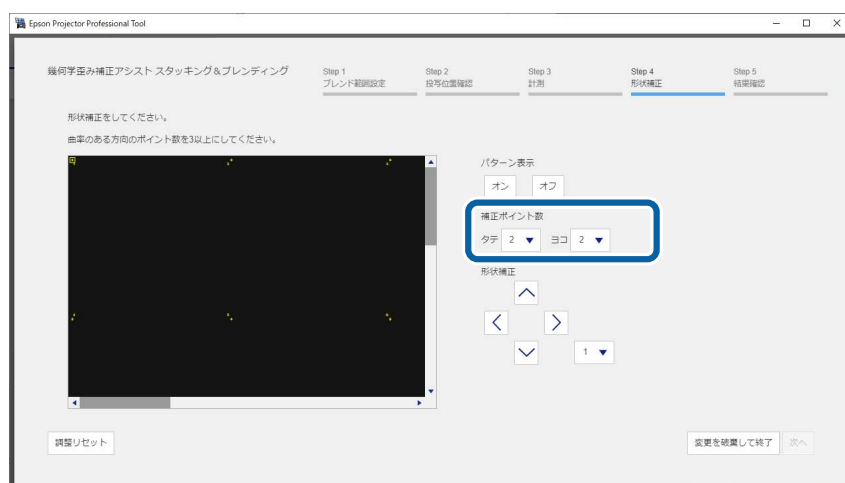 Epson Projector Professional Tool
幾何学歪み補正アシスト スタッキング&ブレンディング
Step 1
ブレンド範囲設定
Step 2
投写位置確認
Step 3
計測
Step 4
形状補正
Step 5
結果確認
形状補正をしてください。
曲率のある方向のポイント数を3以上にしてください。
パターン表示
オン オフ
補正ポイント数
タテ 2 ▼ ヨコ 2 ▼
形状補正
1 ▼
調整リセット
変更を破棄して終了 次へ